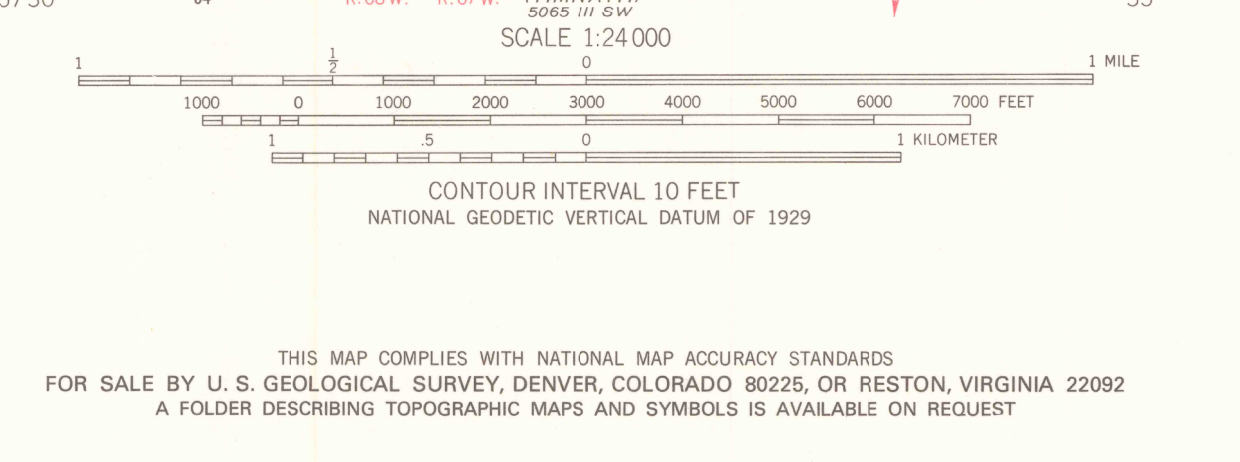 5065 III SW
SCALE 1:24 000
1 1/2 0 1 MILE
1000 0 1000 2000 3000 4000 5000 6000 7000 FEET
1 .5 0 1 KILOMETER
CONTOUR INTERVAL 10 FEET
NATIONAL GEODETIC VERTICAL DATUM OF 1929
THIS MAP COMPLIES WITH NATIONAL MAP ACCURACY STANDARDS
FOR SALE BY U. S. GEOLOGICAL SURVEY, DENVER, COLORADO 80225, OR RESTON, VIRGINIA 22092
A FOLDER DESCRIBING TOPOGRAPHIC MAPS AND SYMBOLS IS AVAILABLE ON REQUEST